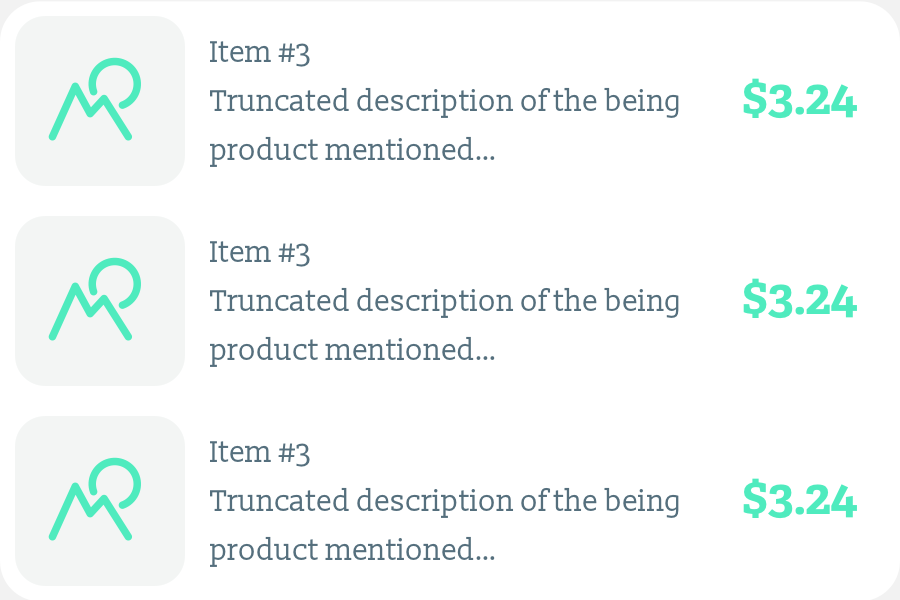 Item #3
Truncated description of the being
product mentioned...
$3.24
Item #3
Truncated description of the being
product mentioned...
$3.24
Item #3
Truncated description of the being
product mentioned...
$3.24